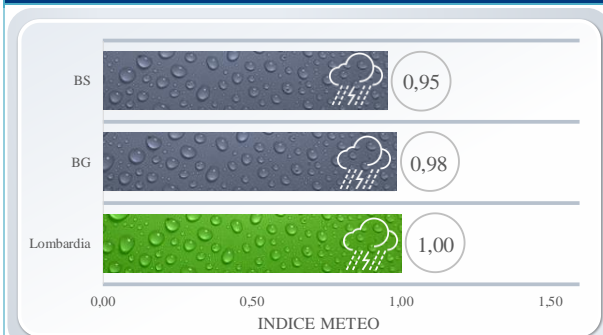 BS
0,95
BG
0,98
Lombardia
1,00
0,00 0,50 1,00 1,50
INDICE METEO